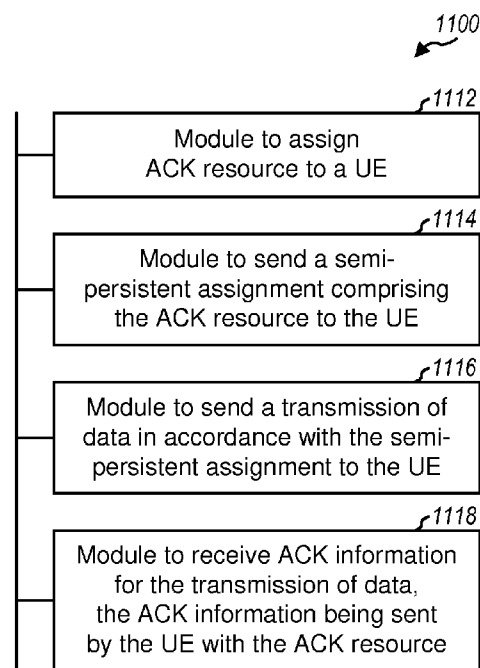 1100
1112
Module to assign
ACK resource to a UE
1114
Module to send a semi-
persistent assignment comprising
the ACK resource to the UE
1116
Module to send a transmission of
data in accordance with the semi-
persistent assignment to the UE
1118
Module to receive ACK information
for the transmission of data,
the ACK information being sent
by the UE with the ACK resource